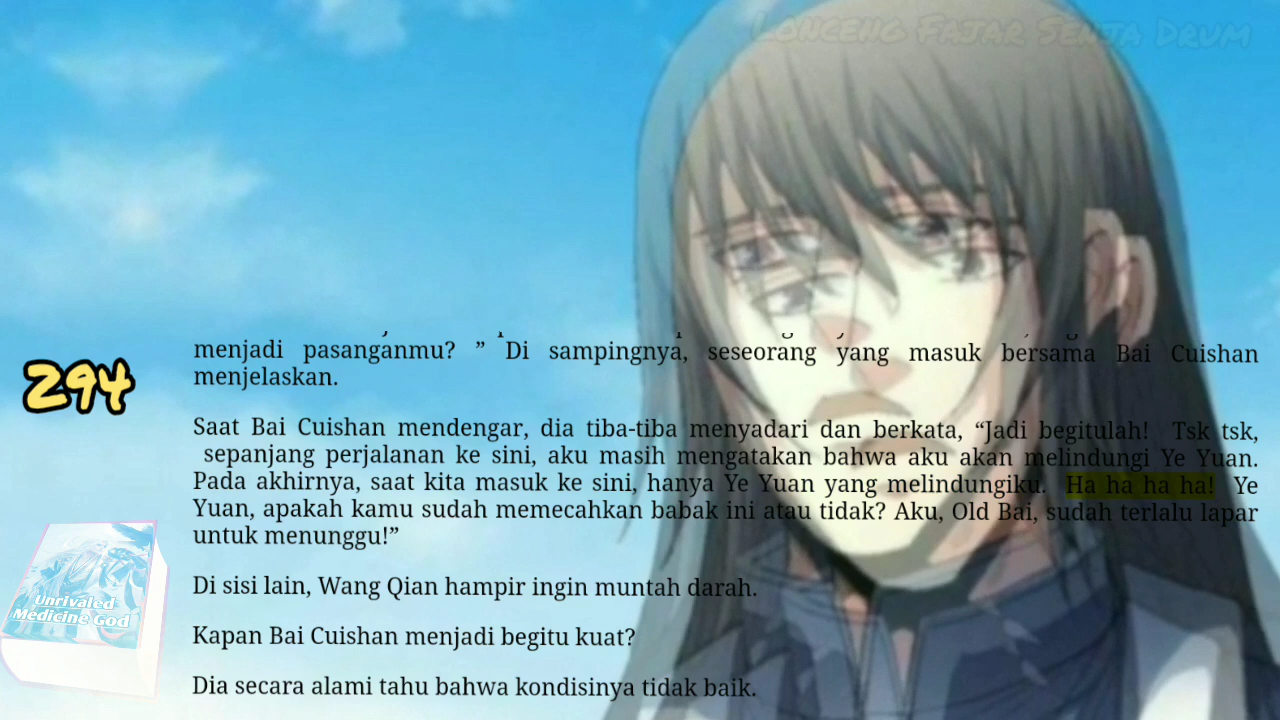 Lonceng Fajar Senja Drum
menjadi pasanganmu? ” Di sampingnya, seseorang yang masuk bersama Bai Cuishan
menjelaskan.
294
Saat Bai Cuishan mendengar, dia tiba-tiba menyadari dan berkata, “Jadi begitulah! Tsk tsk,
sepanjang perjalanan ke sini, aku masih mengatakan bahwa aku akan melindungi Ye Yuan.
Pada akhirnya, saat kita masuk ke sini, hanya Ye Yuan yang melindungiku. Ha ha ha ha! Ye
Yuan, apakah kamu sudah memecahkan babak ini atau tidak? Aku, Old Bai, sudah terlalu lapar
untuk menunggu!”
Di sisi lain, Wang Qian hampir ingin muntah darah.
Unrivaled
Medicine God
Kapan Bai Cuishan menjadi begitu kuat?
Dia secara alami tahu bahwa kondisinya tidak baik.